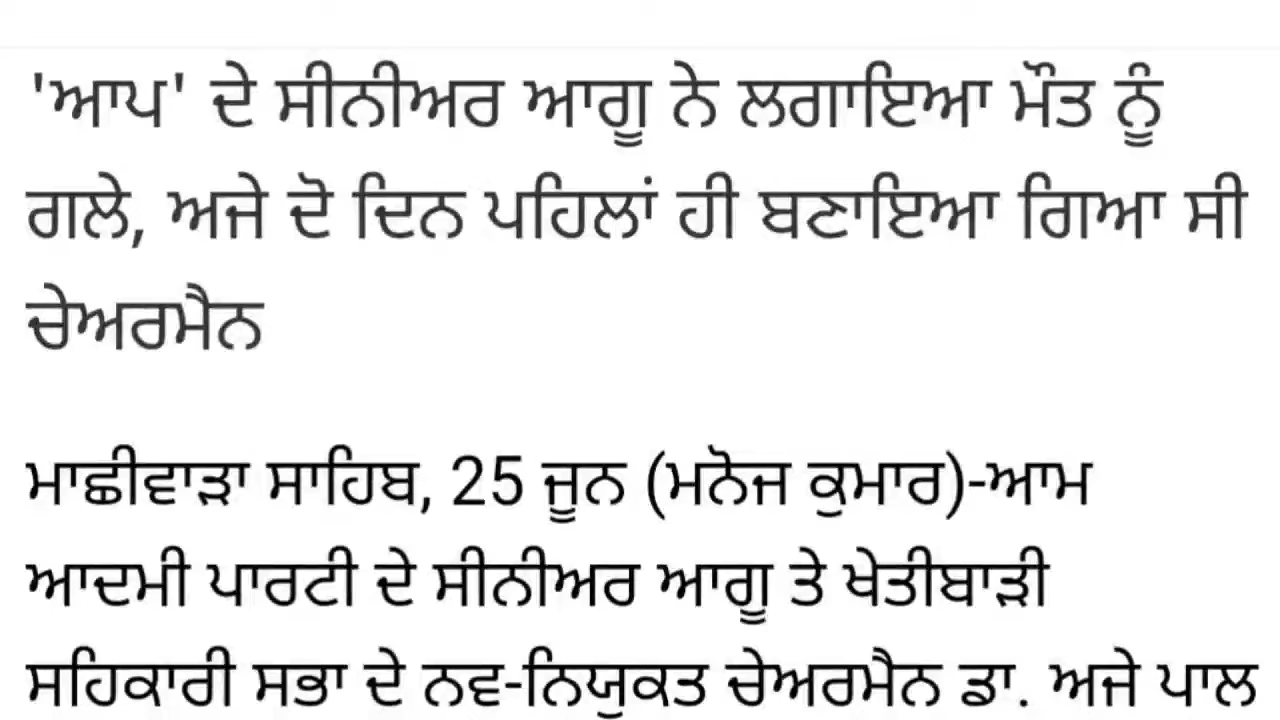 'ਆਪ' ਦੇ ਸੀਨੀਅਰ ਆਗੂ ਨੇ ਲਗਾਇਆ ਮੌਤ ਨੂੰ
ਗਲੇ, ਅਜੇ ਦੋ ਦਿਨ ਪਹਿਲਾਂ ਹੀ ਬਣਾਇਆ ਗਿਆ ਸੀ
ਚੇਅਰਮੈਨ
ਮਾਛੀਵਾੜਾ ਸਾਹਿਬ, 25 ਜੂਨ (ਮਨੋਜ ਕੁਮਾਰ)-ਆਮ
ਆਦਮੀ ਪਾਰਟੀ ਦੇ ਸੀਨੀਅਰ ਆਗੂ ਤੇ ਖੇਤੀਬਾੜੀ
ਸਹਿਕਾਰੀ ਸਭਾ ਦੇ ਨਵ-ਨਿਯੁਕਤ ਚੇਅਰਮੈਨ ਡਾ. ਅਜੇ ਪਾਲ